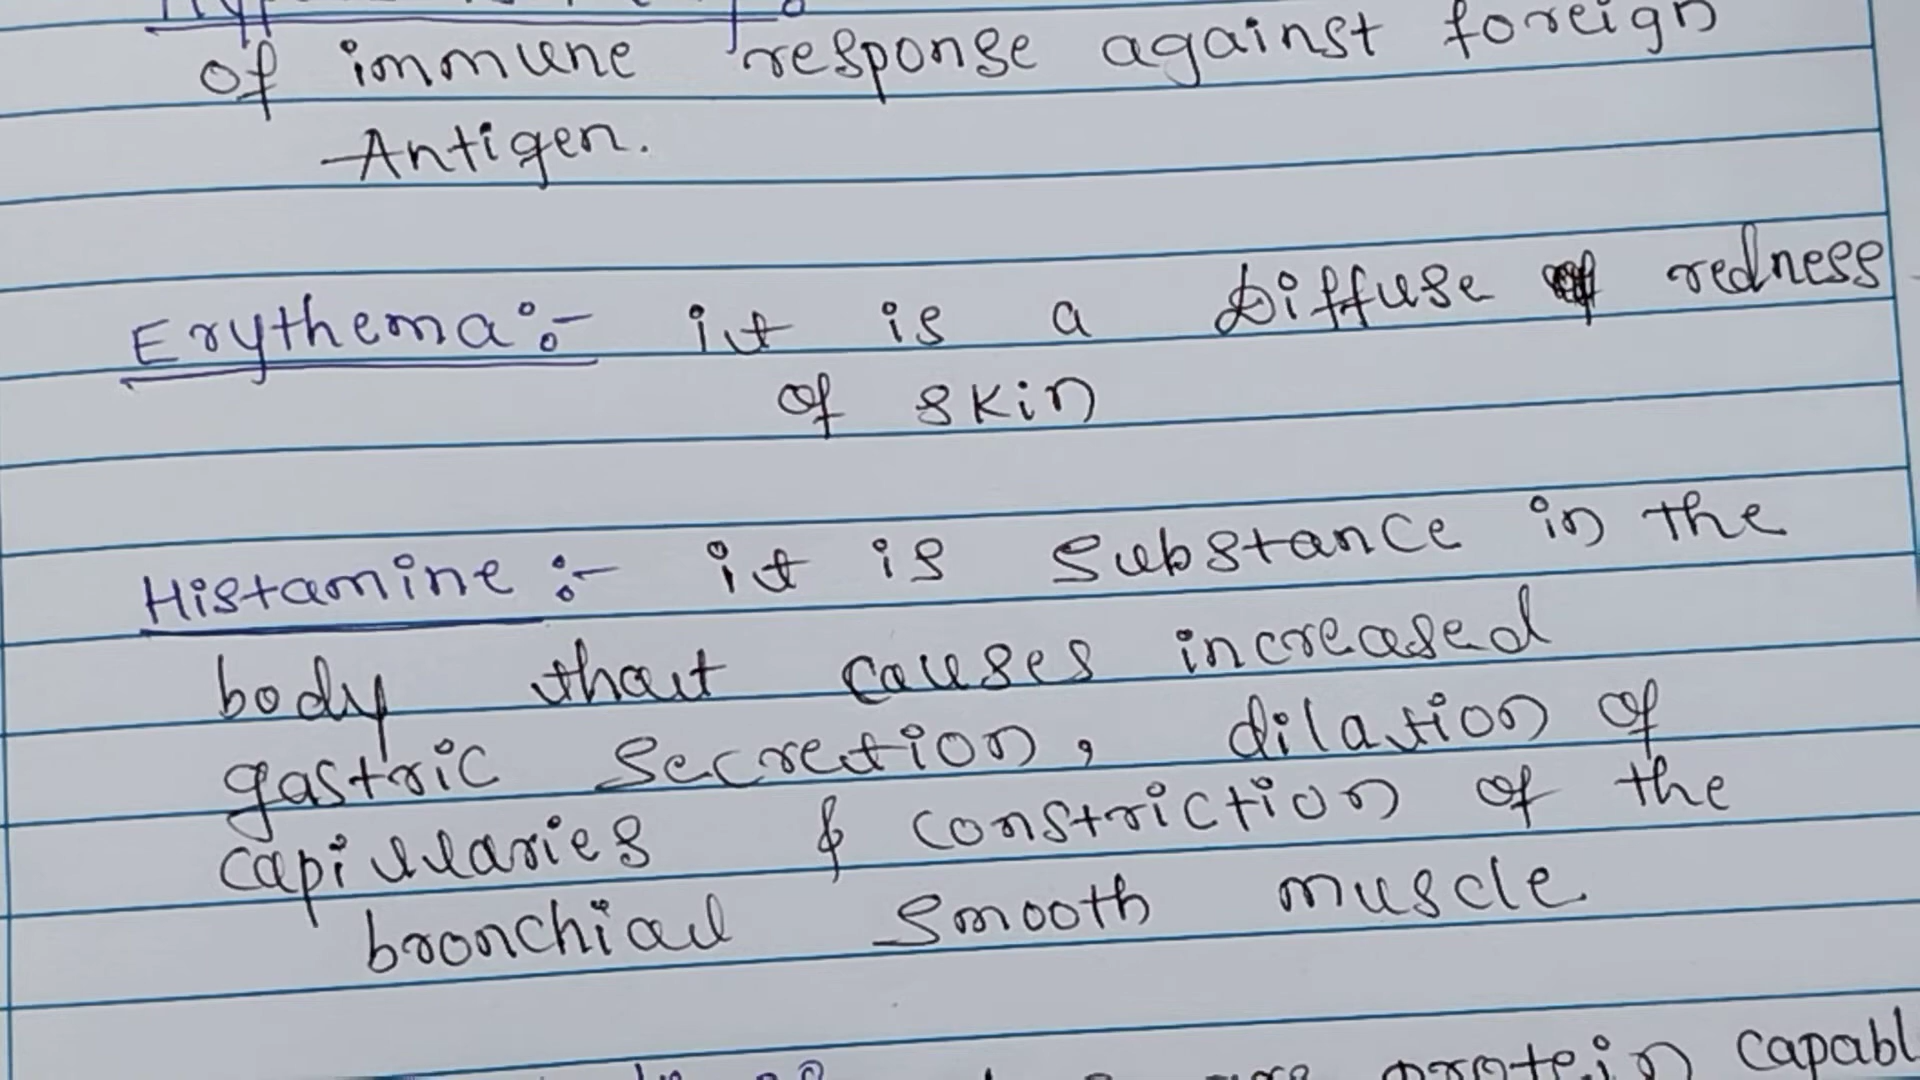 of immune response against foreign
Antigen.
Erythema:- it is a Diffuse redness
of skin
Histamine:- it is substance in the
body that causes increased
gastric secretion, dilation of
capillaries & constriction of the
bronchial smooth muscle
protein capabl